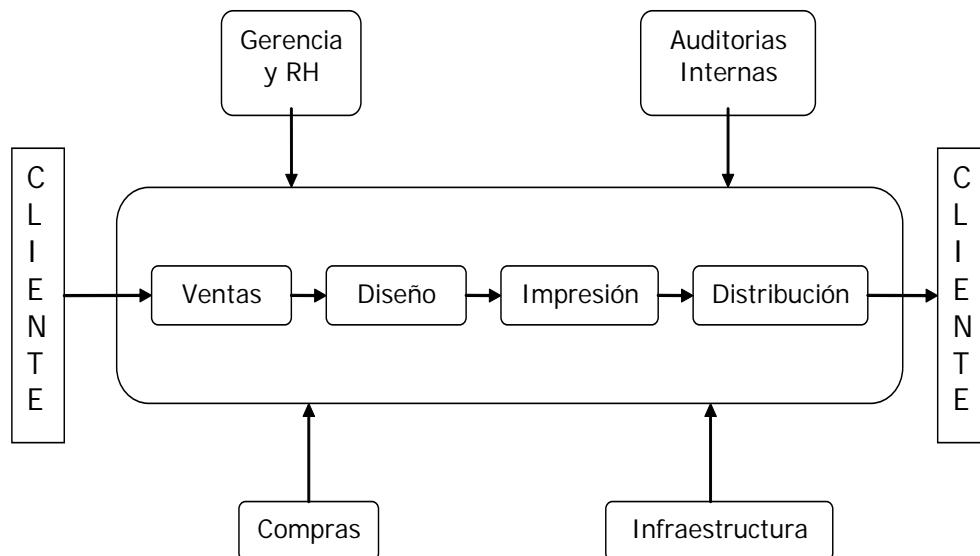 Gerencia
y RH
Auditorias
Internas
C
L
I
E
N
T
E
Ventas
Diseño
Impresión
Distribución
C
L
I
E
N
T
E
Compras
Infraestructura